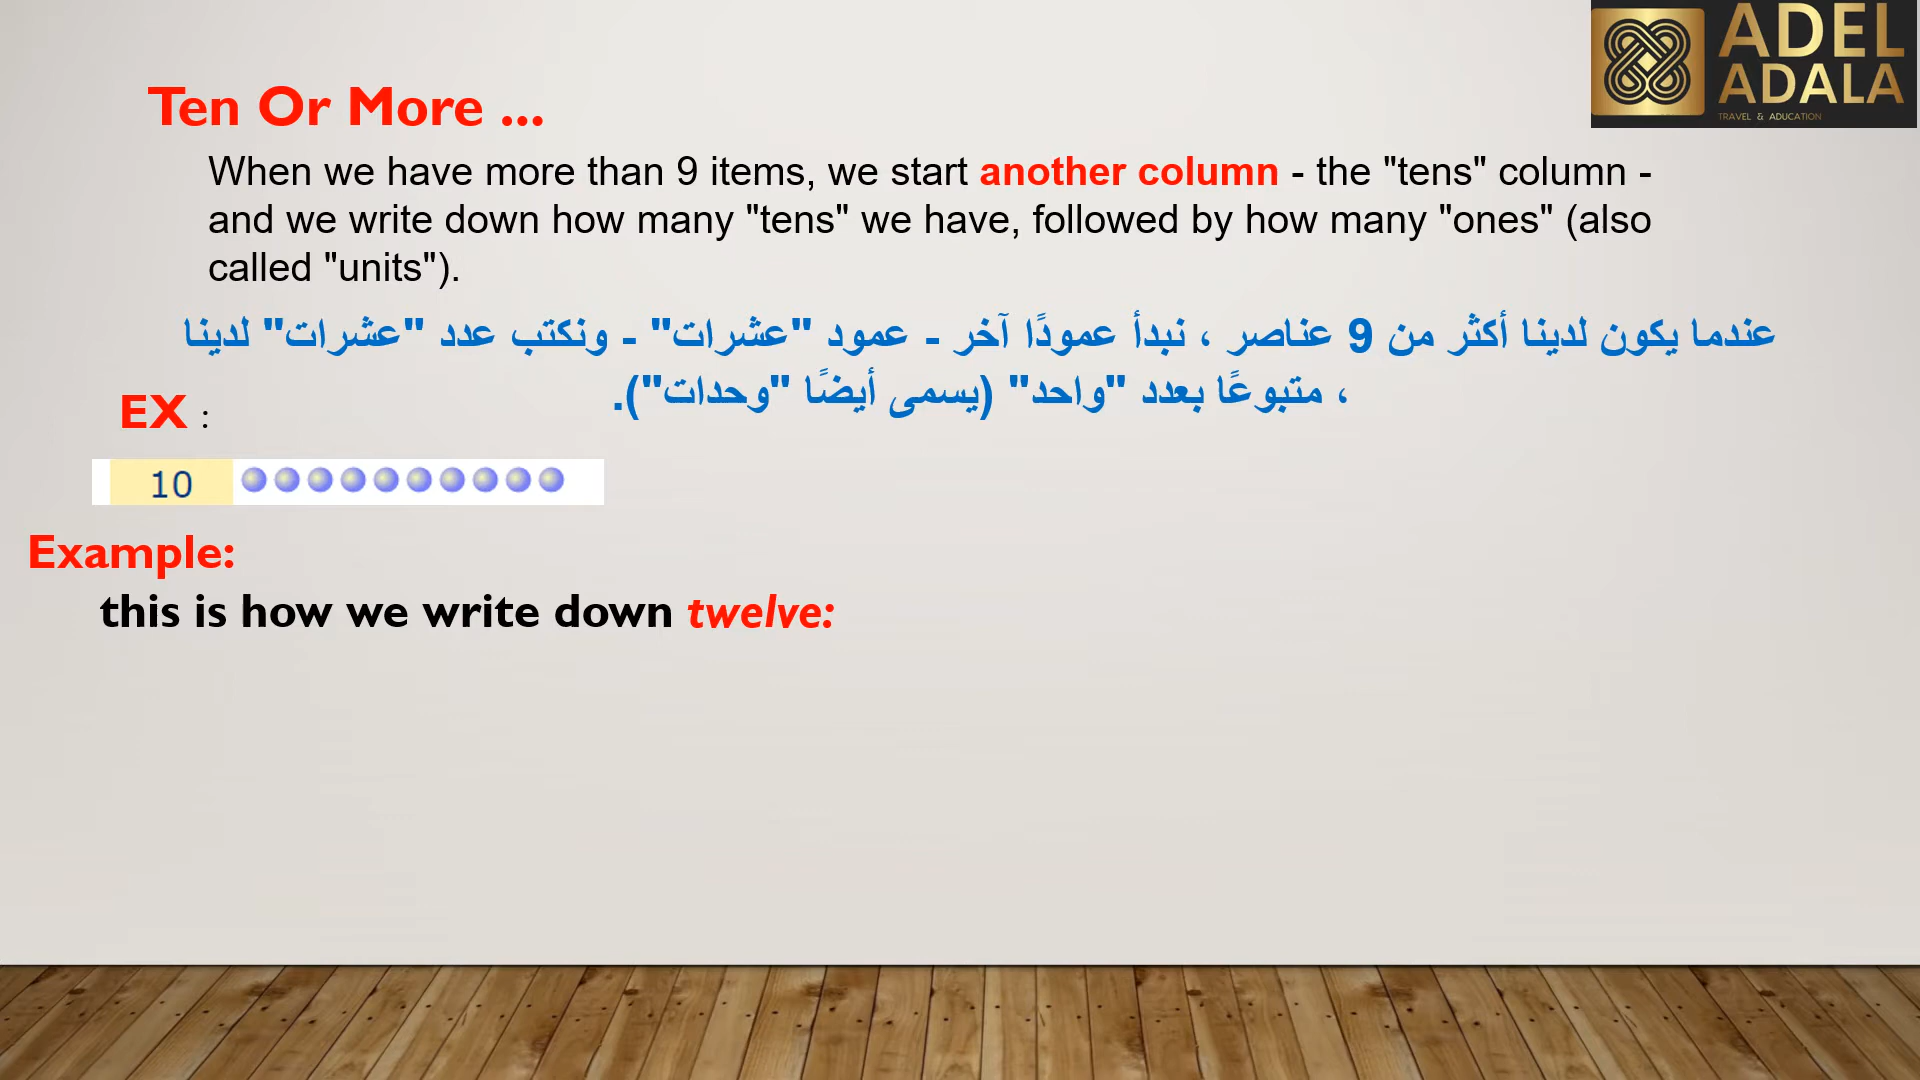 ADEL
ADALA
TRAVEL & ADUCATION
Ten Or More ...
When we have more than 9 items, we start another column - the "tens" column -
and we write down how many "tens" we have, followed by how many "ones" (also
called "units").
عندما يكون لدينا أكثر من 9 عناصر ، نبدأ عمودًا آخر - عمود "عشرات" - ونكتب عدد "عشرات" لدينا
، متبوعًا بعدد "واحد" (يسمى أيضًا "وحدات").
EX :
10
Example:
this is how we write down twelve: